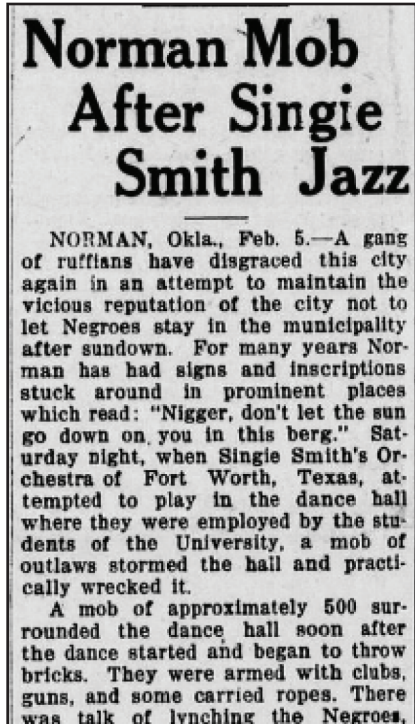 Norman Mob
After Singie
Smith Jazz
NORMAN, Okla., Feb. 5.—A gang
of ruffians have disgraced this city
again in an attempt to maintain the
vicious reputation of the city not to
let Negroes stay in the municipality
after sundown. For many years Nor-
man has had signs and inscriptions
stuck around in prominent places
which read: "Nigger, don't let the sun
go down on you in this berg." Sat-
urday night, when Singie Smith's Or-
chestra of Fort Worth, Texas, at-
tempted to play in the dance hall
where they were employed by the stu-
dents of the University, a mob of
outlaws stormed the hall and practi-
cally wrecked it.
A mob of approximately 500 sur-
rounded the dance hall soon after
the dance started and began to throw
bricks. They were armed with clubs,
guns, and some carried ropes. There
was talk of lynching the Negroes.